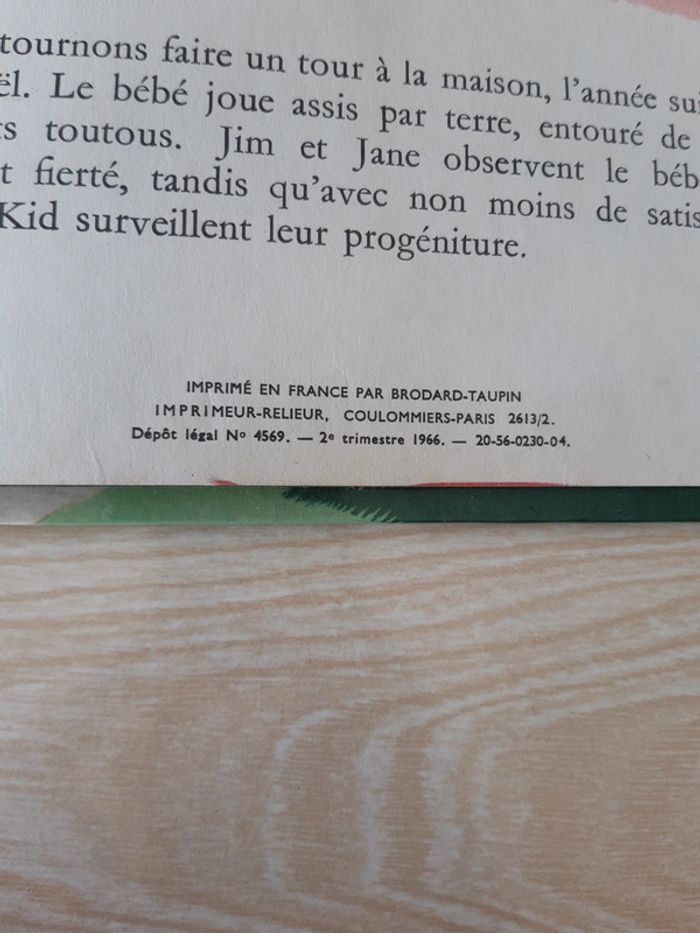 tournons faire un tour à la maison, l'année sui
ël. Le bébé joue assis par terre, entouré de
s toutous. Jim et Jane observent le béb
t fierté, tandis qu'avec non moins de satis
Kid surveillent leur progéniture.
IMPRIMÉ EN FRANCE PAR BRODARD-TAUPIN
IMPRIMEUR-RELIEUR, COULOMMIERS-PARIS 2613/2.
Dépôt légal Nº 4569. — 2e trimestre 1966. — 20-56-0230-04.